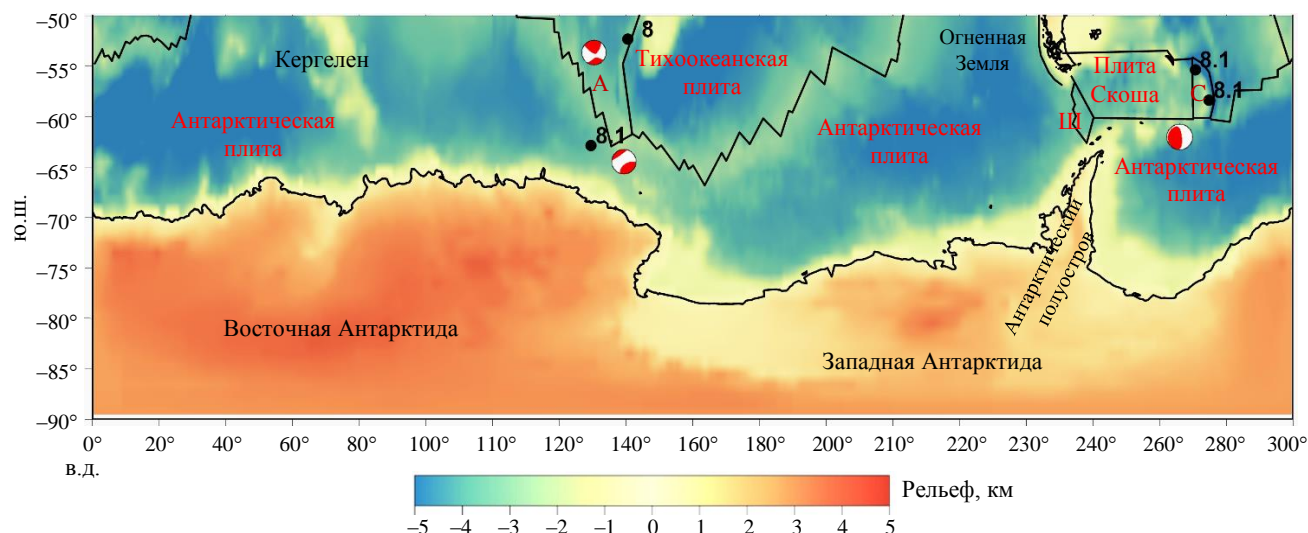 –50°
–55°
–60°
–65°
–70°
–75°
–80°
–85°
–90°
ю.ш.
Кергелен
Антарктическая
плита
А
8
8.1
Тихоокеанская
плита
Антарктическая
плита
Огненная
Земля
Плита
Скоша
Ш
С
8.1
8.1
Антарктическая
плита
Антарктический
полуостров
Восточная Антарктида
Западная Антарктида
0° 20° 40° 60° 80° 100° 120° 140° 160° 180° 200° 210° 220° 230° 240° 260° 280° 300°
в.д.
Рельеф, км
–5 –4 –3 –2 –1 0 1 2 3 4 5